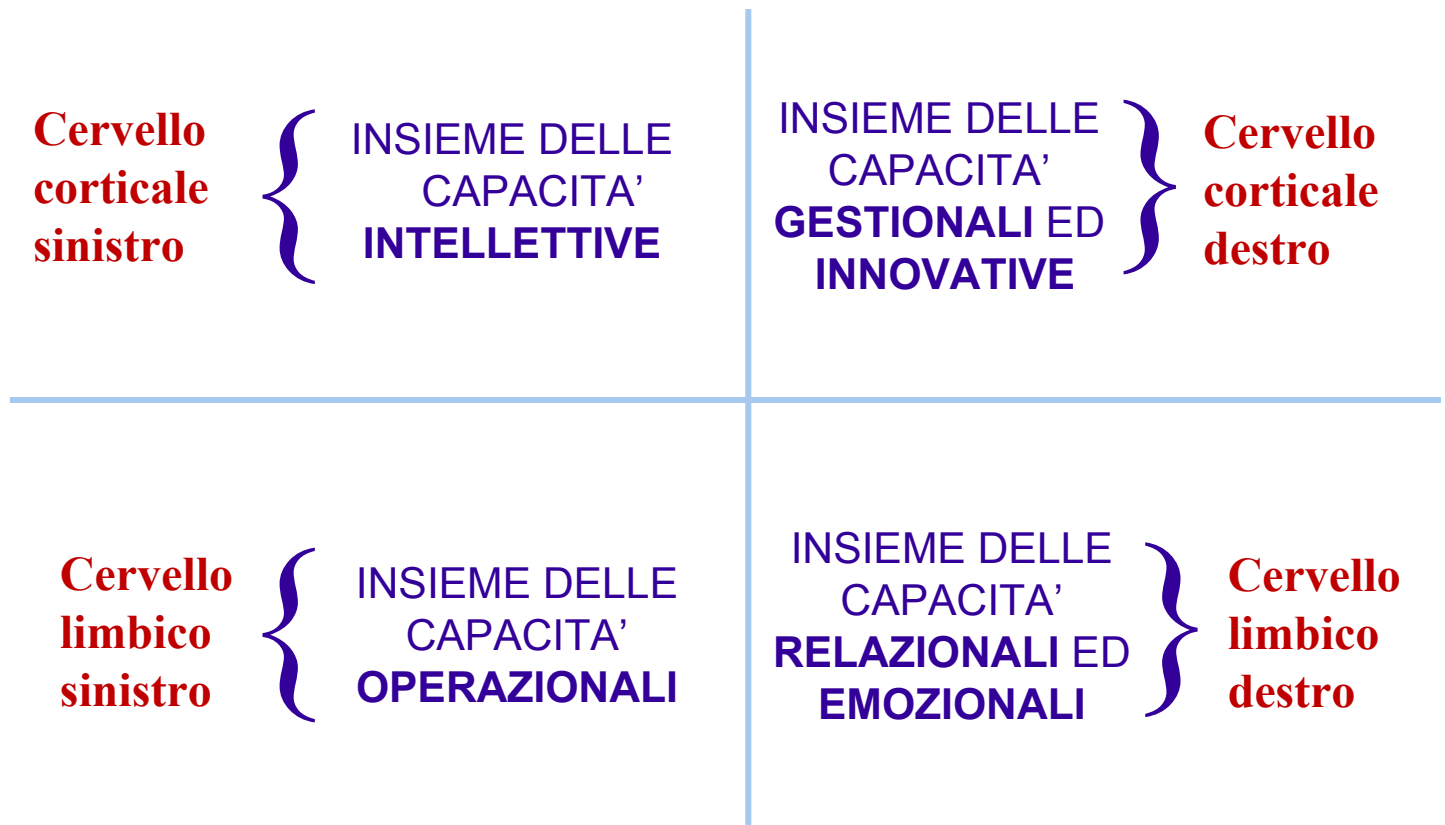 Cervello
corticale
sinistro
INSIEME DELLE
CAPACITA’
INTELLETTIVE
INSIEME DELLE
CAPACITA’
GESTIONALI ED
INNOVATIVE
Cervello
corticale
destro
Cervello
limbico
sinistro
INSIEME DELLE
CAPACITA’
OPERAZIONALI
INSIEME DELLE
CAPACITA’
RELAZIONALI ED
EMOZIONALI
Cervello
limbico
destro